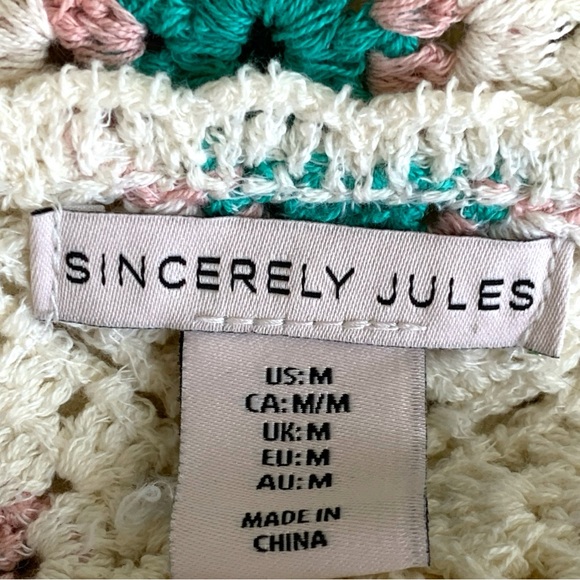 SINCERELY JULES
US: M
CA: M/M
UK: M
EU: M
AU: M
MADE IN
CHINA